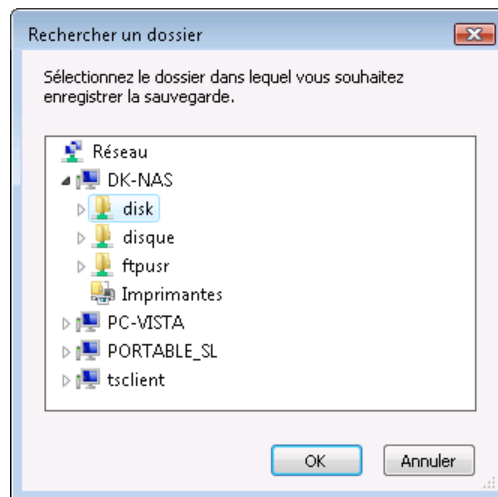 Rechercher un dossier
Sélectionnez le dossier dans lequel vous souhaitez
enregistrer la sauvegarde.
Réseau
DK-NAS
disk
disque
ftpusr
Imprimantes
PC-VISTA
PORTABLE_SL
tsclient
OK
Annuler